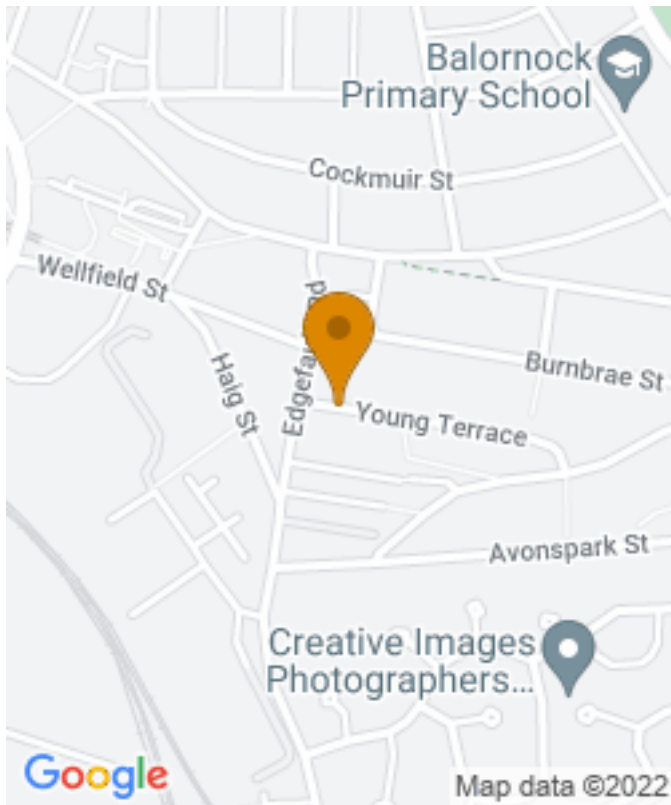 Balornock
Primary School
Cockmuir St
Wellfield St
Haig St
Burnbrae St
Young Terrace
Avonspark St
Creative Images
Photographers...
Google
Map data ©2022